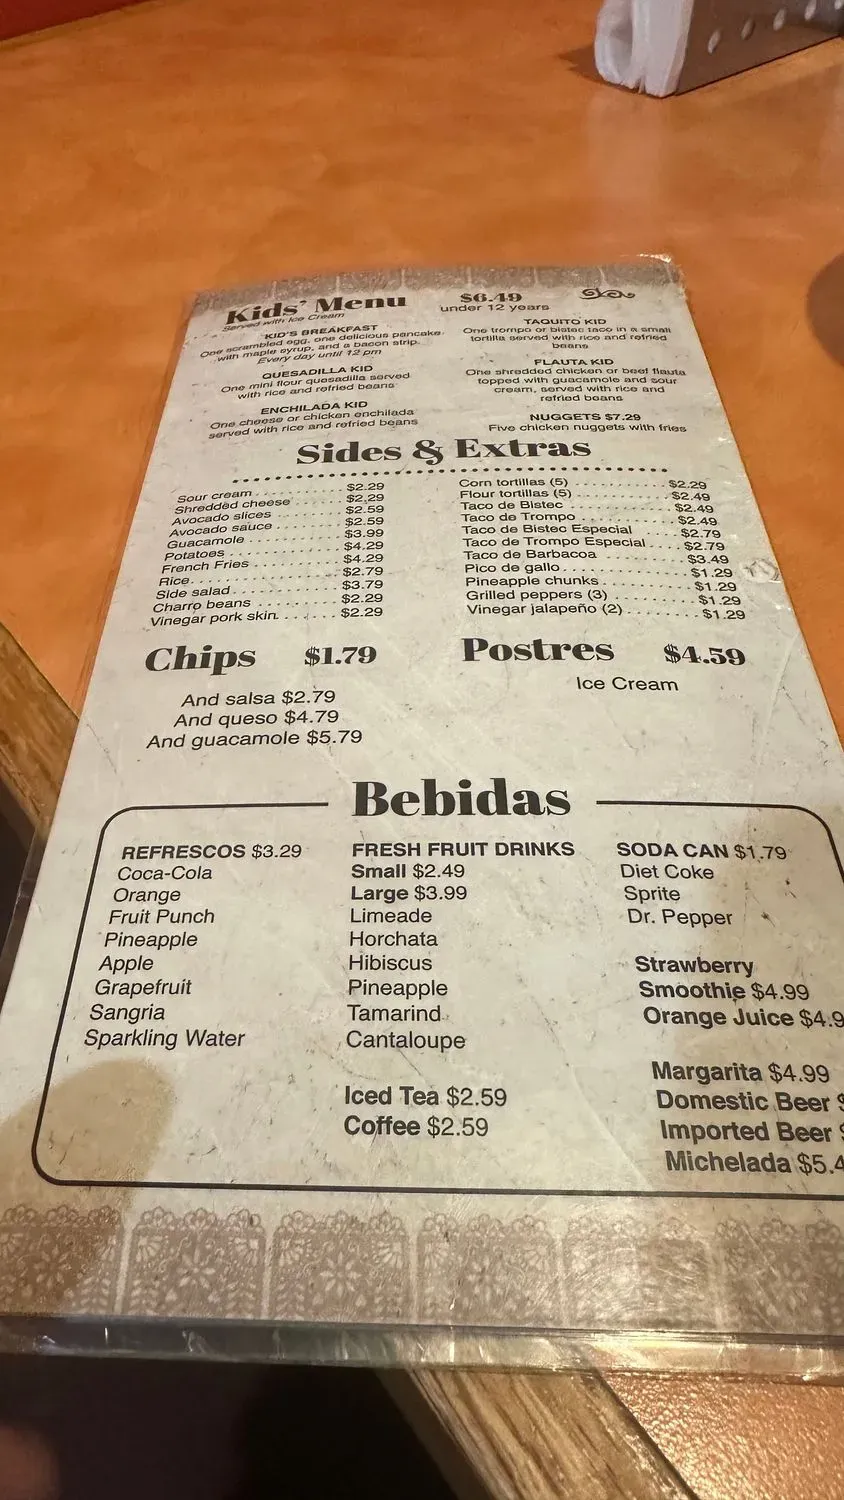 Kids' Menu $6.49
Served with Ice Cream under 12 years
KID'S BREAKFAST
One scrambled egg, one delicious pancake
with maple syrup, and a bacon strip.
Every day until 12 pm
QUESADILLA KID
One mini flour quesadilla served
with rice and refried beans
ENCHILADA KID
One cheese or chicken enchilada
served with rice and refried beans
TAQUITO KID
One trompo or bistec taco in a small
tortilla served with rice and refried
beans
FLAUTA KID
One shredded chicken or beef flauta
topped with guacamole and sour
cream, served with rice and
refried beans
NUGGETS $7.29
Five chicken nuggets with fries
Sides & Extras
Sour cream $2.29
Shredded cheese $2.29
Avocado slices $2.59
Avocado sauce $2.59
Guacamole $3.99
Potatoes $4.29
French Fries $4.29
Rice $2.79
Side salad $3.79
Charro beans $2.29
Vinegar pork skin $2.29
Corn tortillas (5) $2.29
Flour tortillas (5) $2.49
Taco de Bistec $2.49
Taco de Trompo $2.49
Taco de Bistec Especial $2.79
Taco de Trompo Especial $2.79
Taco de Barbacoa $3.49
Pico de gallo $1.29
Pineapple chunks $1.29
Grilled peppers (3) $1.29
Vinegar jalapeño (2) $1.29
Chips $1.79
And salsa $2.79
And queso $4.79
And guacamole $5.79
Postres $4.59
Ice Cream
Bebidas
REFRESCOS $3.29
Coca-Cola
Orange
Fruit Punch
Pineapple
Apple
Grapefruit
Sangria
Sparkling Water
FRESH FRUIT DRINKS
Small $2.49
Large $3.99
Limeade
Horchata
Hibiscus
Pineapple
Tamarind
Cantaloupe
Iced Tea $2.59
Coffee $2.59
SODA CAN $1.79
Diet Coke
Sprite
Dr. Pepper
Strawberry
Smoothie $4.99
Orange Juice $4.9
Margarita $4.99
Domestic Beer $
Imported Beer $
Michelada $5.4